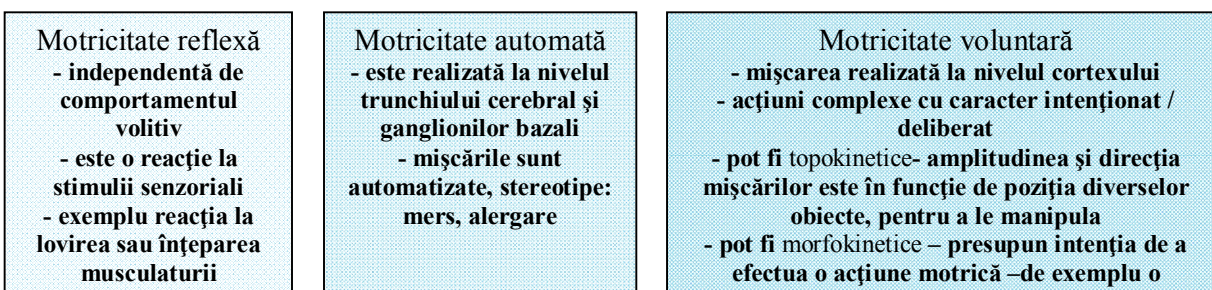 Motricitate reflexă
- independentă de
comportamentul
volitiv
- este o reacţie la
stimulii senzoriali
- exemplu reacţia la
lovirea sau înţeparea
musculaturii
Motricitate automată
- este realizată la nivelul
trunchiului cerebral şi
ganglionilor bazali
- mişcările sunt
automatizate, stereotipe:
mers, alergare
Motricitate voluntară
- mişcarea realizată la nivelul cortexului
- acţiuni complexe cu caracter intenţionat /
deliberat
- pot fi topokinetice- amplitudinea şi direcţia
mişcărilor este în funcţie de poziţia diverselor
obiecte, pentru a le manipula
- pot fi morfokinetice – presupun intenţia de a
efectua o acţiune motrică –de exemplu o